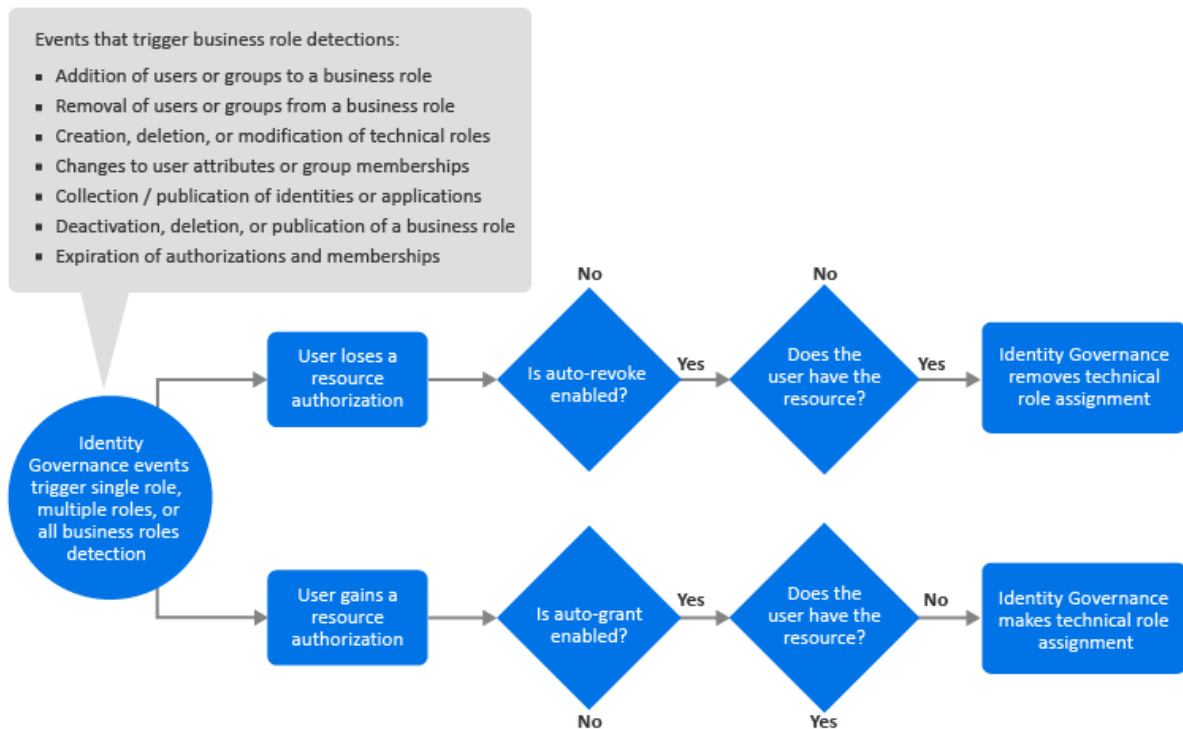 Events that trigger business role detections:
▪ Addition of users or groups to a business role
▪ Removal of users or groups from a business role
▪ Creation, deletion, or modification of technical roles
▪ Changes to user attributes or group memberships
▪ Collection / publication of identities or applications
▪ Deactivation, deletion, or publication of a business role
▪ Expiration of authorizations and memberships
Identity
Governance events
trigger single role,
multiple roles, or
all business roles
detection
User loses a
resource
authorization
No
Is auto-revoke
enabled?
Yes
No
Does the
user have the
resource?
Yes
Identity Governance
removes technical
role assignment
User gains a
resource
authorization
Is auto-grant
enabled?
No
Yes
Does the
user have the
resource?
Yes
No
Identity Governance
makes technical role
assignment